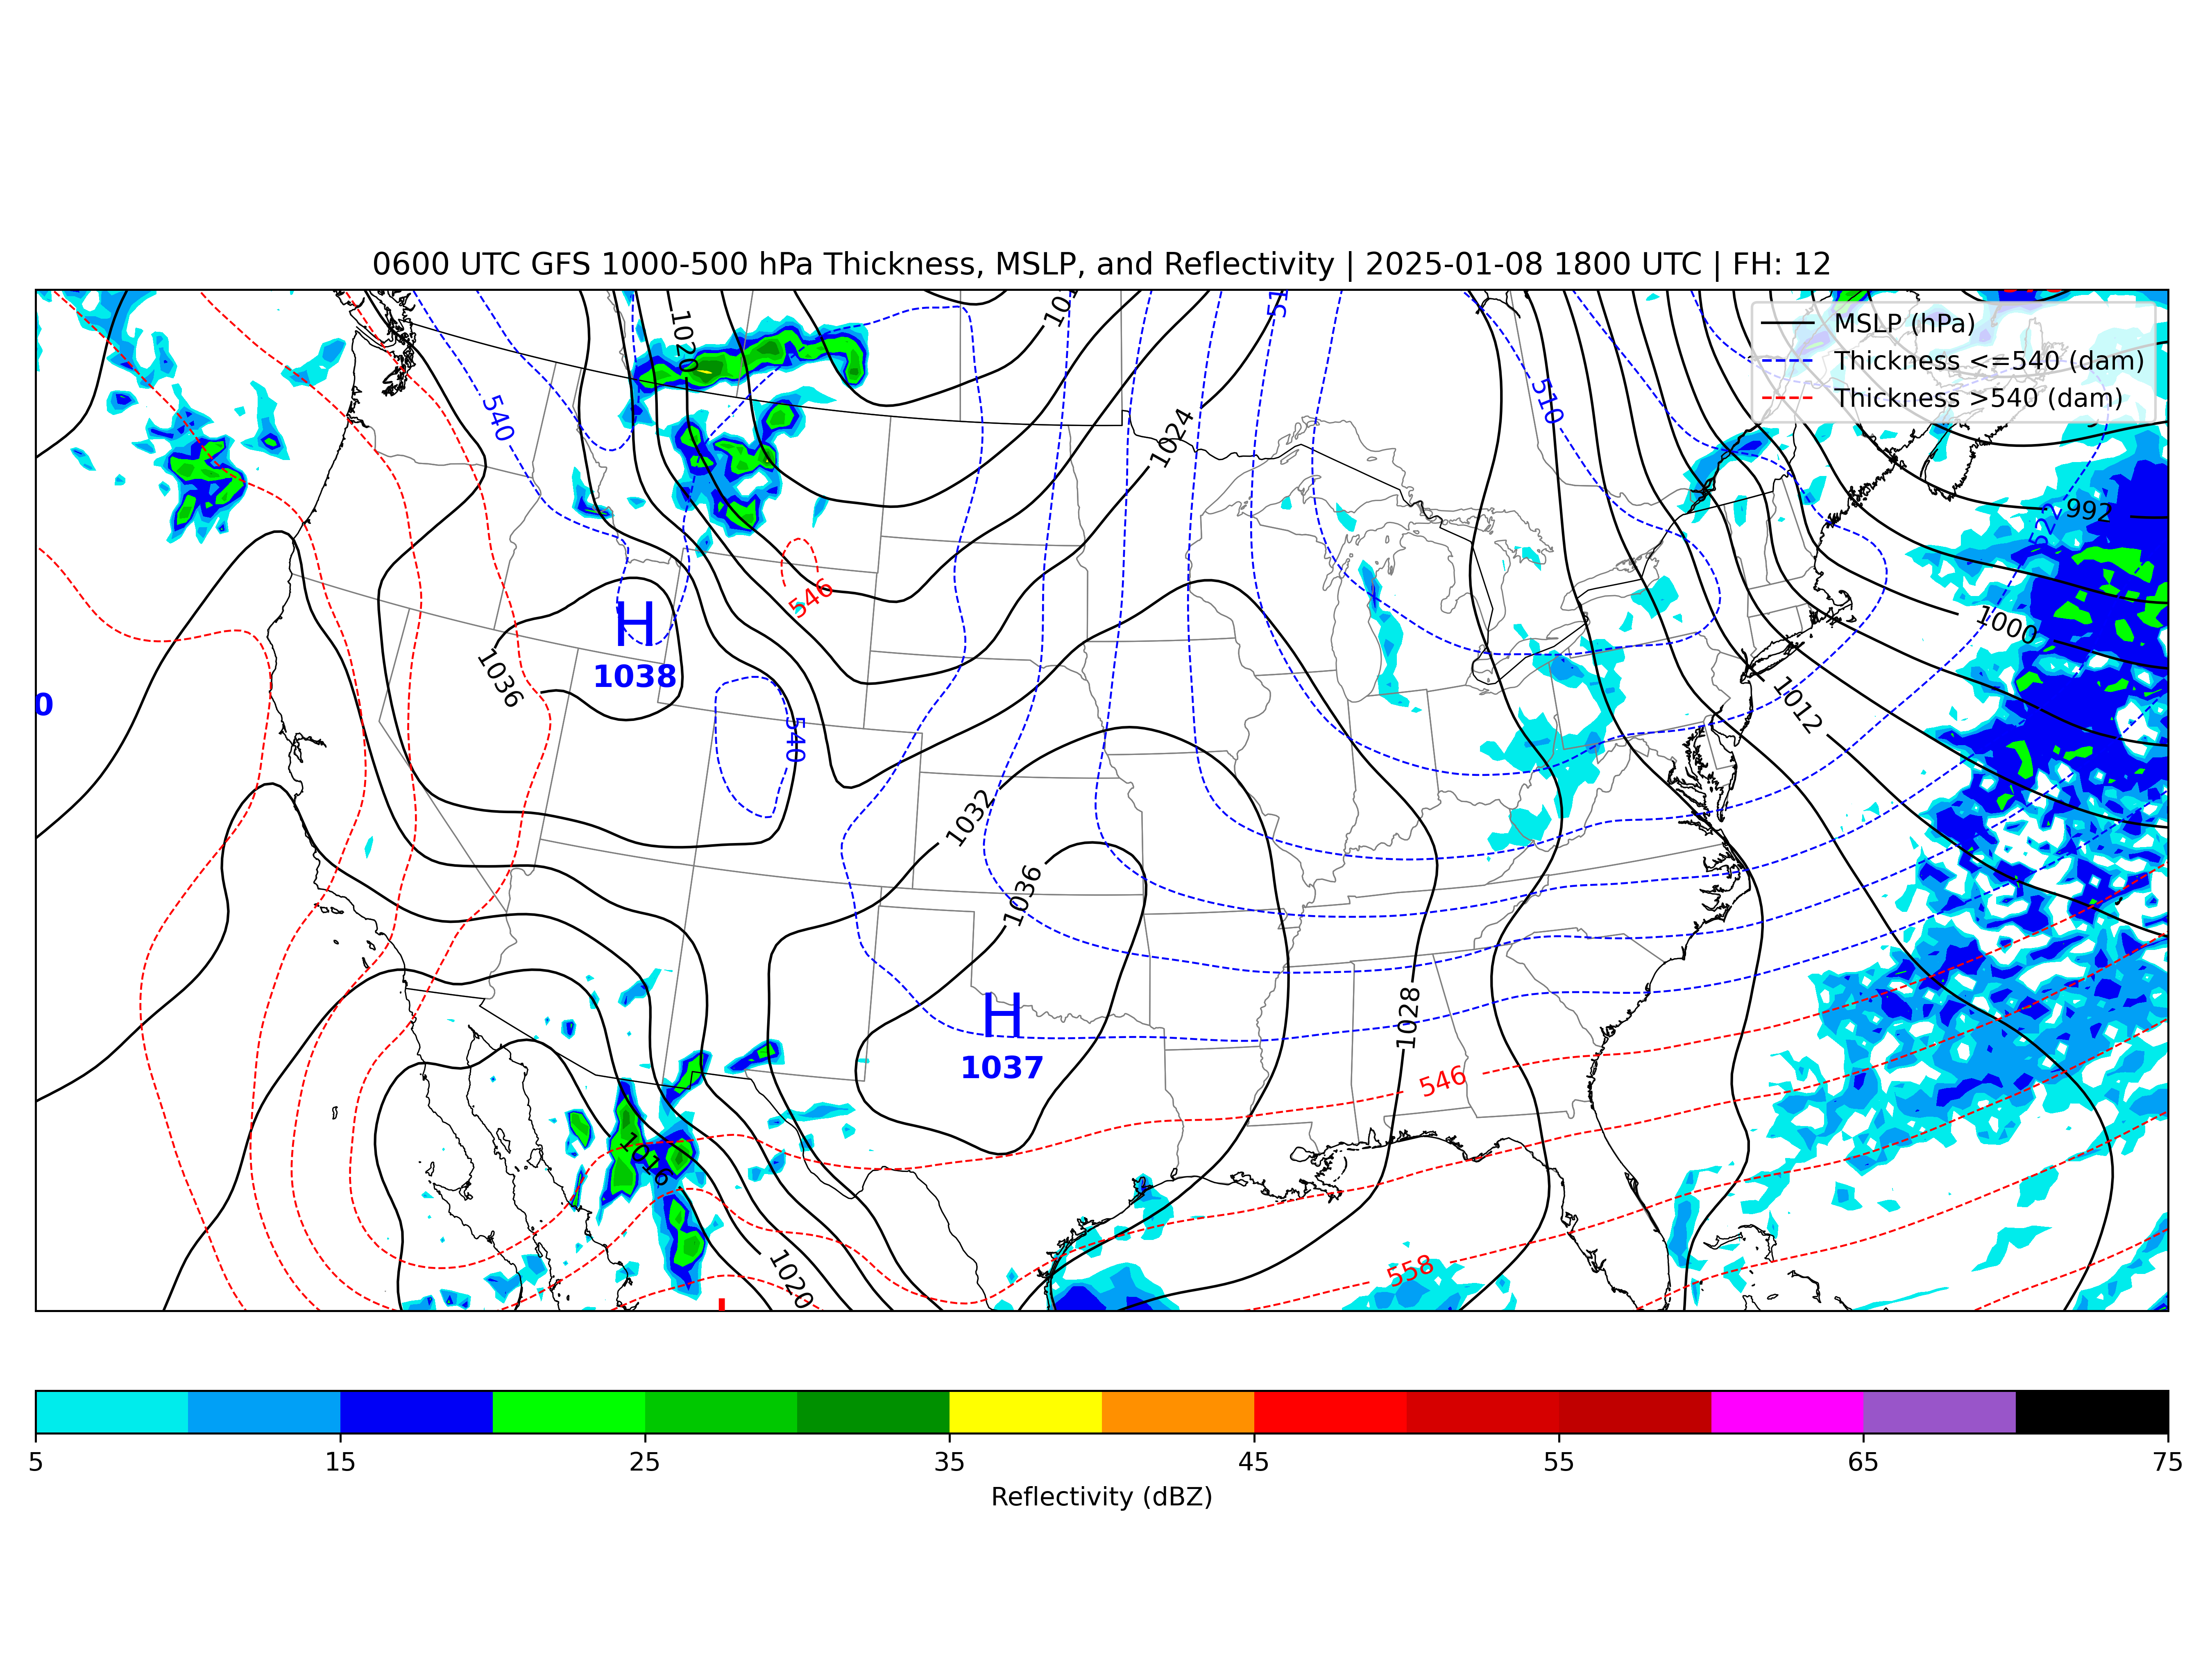 0600 UTC GFS 1000-500 hPa Thickness, MSLP, and Reflectivity | 2025-01-08 1800 UTC | FH: 12
MSLP (hPa)
Thickness <=540 (dam)
Thickness >540 (dam)
1020
540
1024
510
992
522
546
1000
H
1038
1036
0
540
1012
1032
1036
H
1037
1028
546
1016
1020
558
5 15 25 35 45 55 65 75
Reflectivity (dBZ)